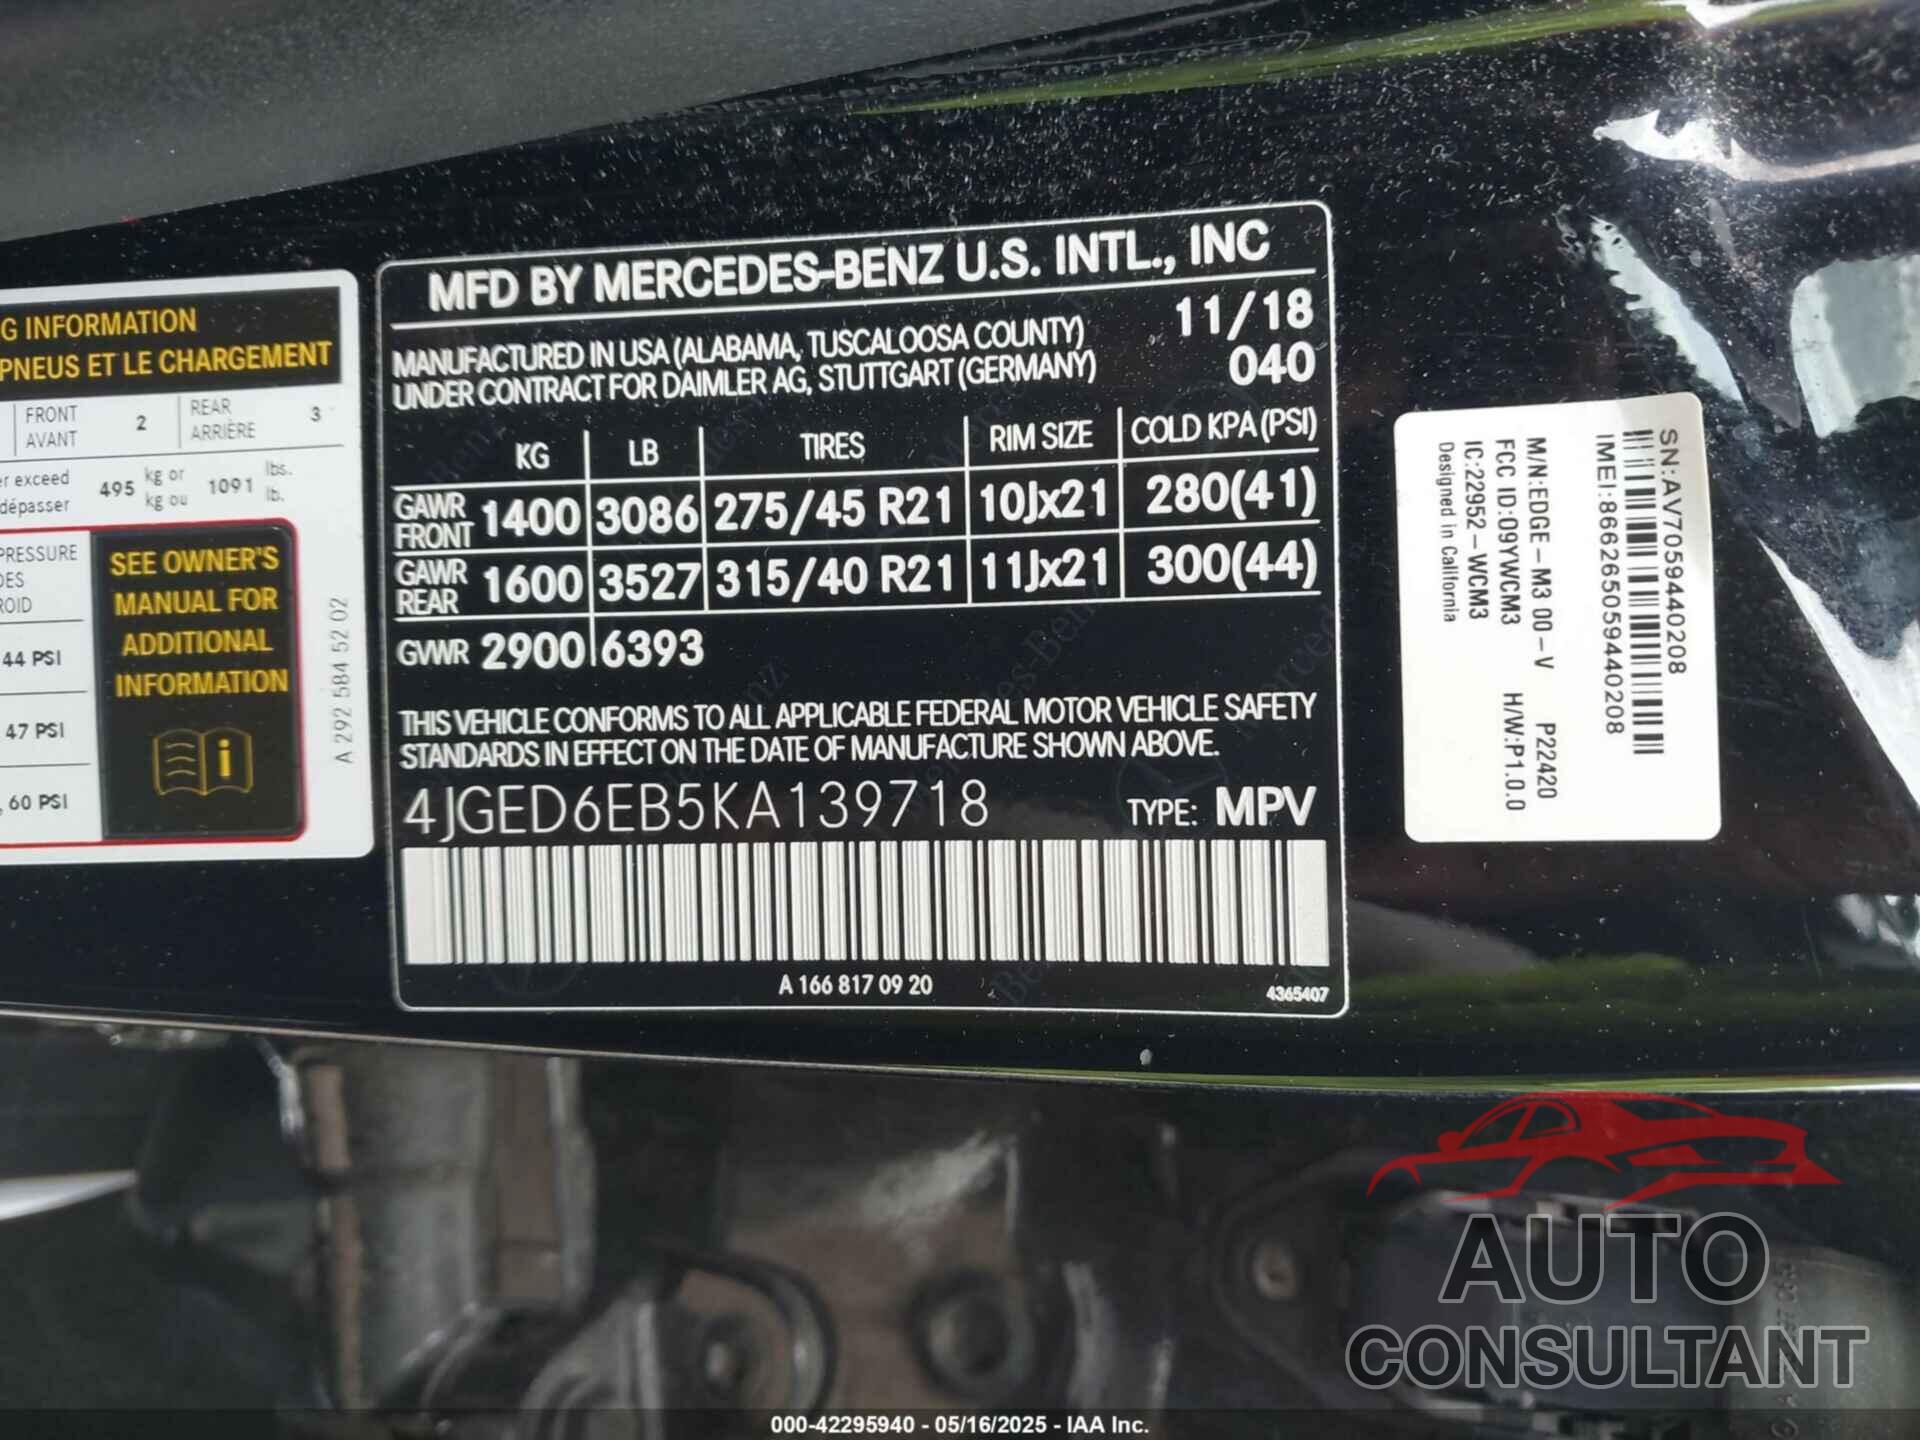 G INFORMATION
PNEUS ET LE CHARGEMENT
FRONT
AVANT
2
REAR
ARRIÈRE
3
er exceed
dépasser
495
kg or
kg ou
1091
lbs.
lb.
PRESSURE
DES
ROID
44 PSI
47 PSI
, 60 PSI
SEE OWNER'S
MANUAL FOR
ADDITIONAL
INFORMATION
A 292 584 52 02
MFD BY MERCEDES-BENZ U.S. INTL., INC
MANUFACTURED IN USA (ALABAMA, TUSCALOOSA COUNTY) 11/18
UNDER CONTRACT FOR DAIMLER AG, STUTTGART (GERMANY) 040
KG LB TIRES RIM SIZE COLD KPA (PSI)
GAWR
FRONT
1400 3086 275/45 R21 10Jx21 280(41)
GAWR
REAR
1600 3527 315/40 R21 11Jx21 300(44)
GVWR 2900 6393
THIS VEHICLE CONFORMS TO ALL APPLICABLE FEDERAL MOTOR VEHICLE SAFETY
STANDARDS IN EFFECT ON THE DATE OF MANUFACTURE SHOWN ABOVE.
4JGED6EB5KA139718 TYPE: MPV
A 166 817 09 20
4365407
SN:AV7059440208
IMEI:866265059440208
M/N:EDGE-M3 00-V P22420
FCC ID:09YWCM3 H/W:P1.0.0
IC:22952-WCM3
Designed in California
AUTO
CONSULTANT
000-42295940 - 05/16/2025 - IAA Inc.